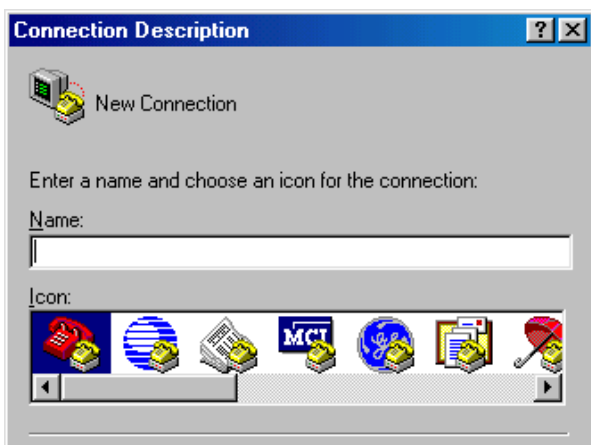 Connection Description
New Connection
Enter a name and choose an icon for the connection:
Name:
Icon:
MCI